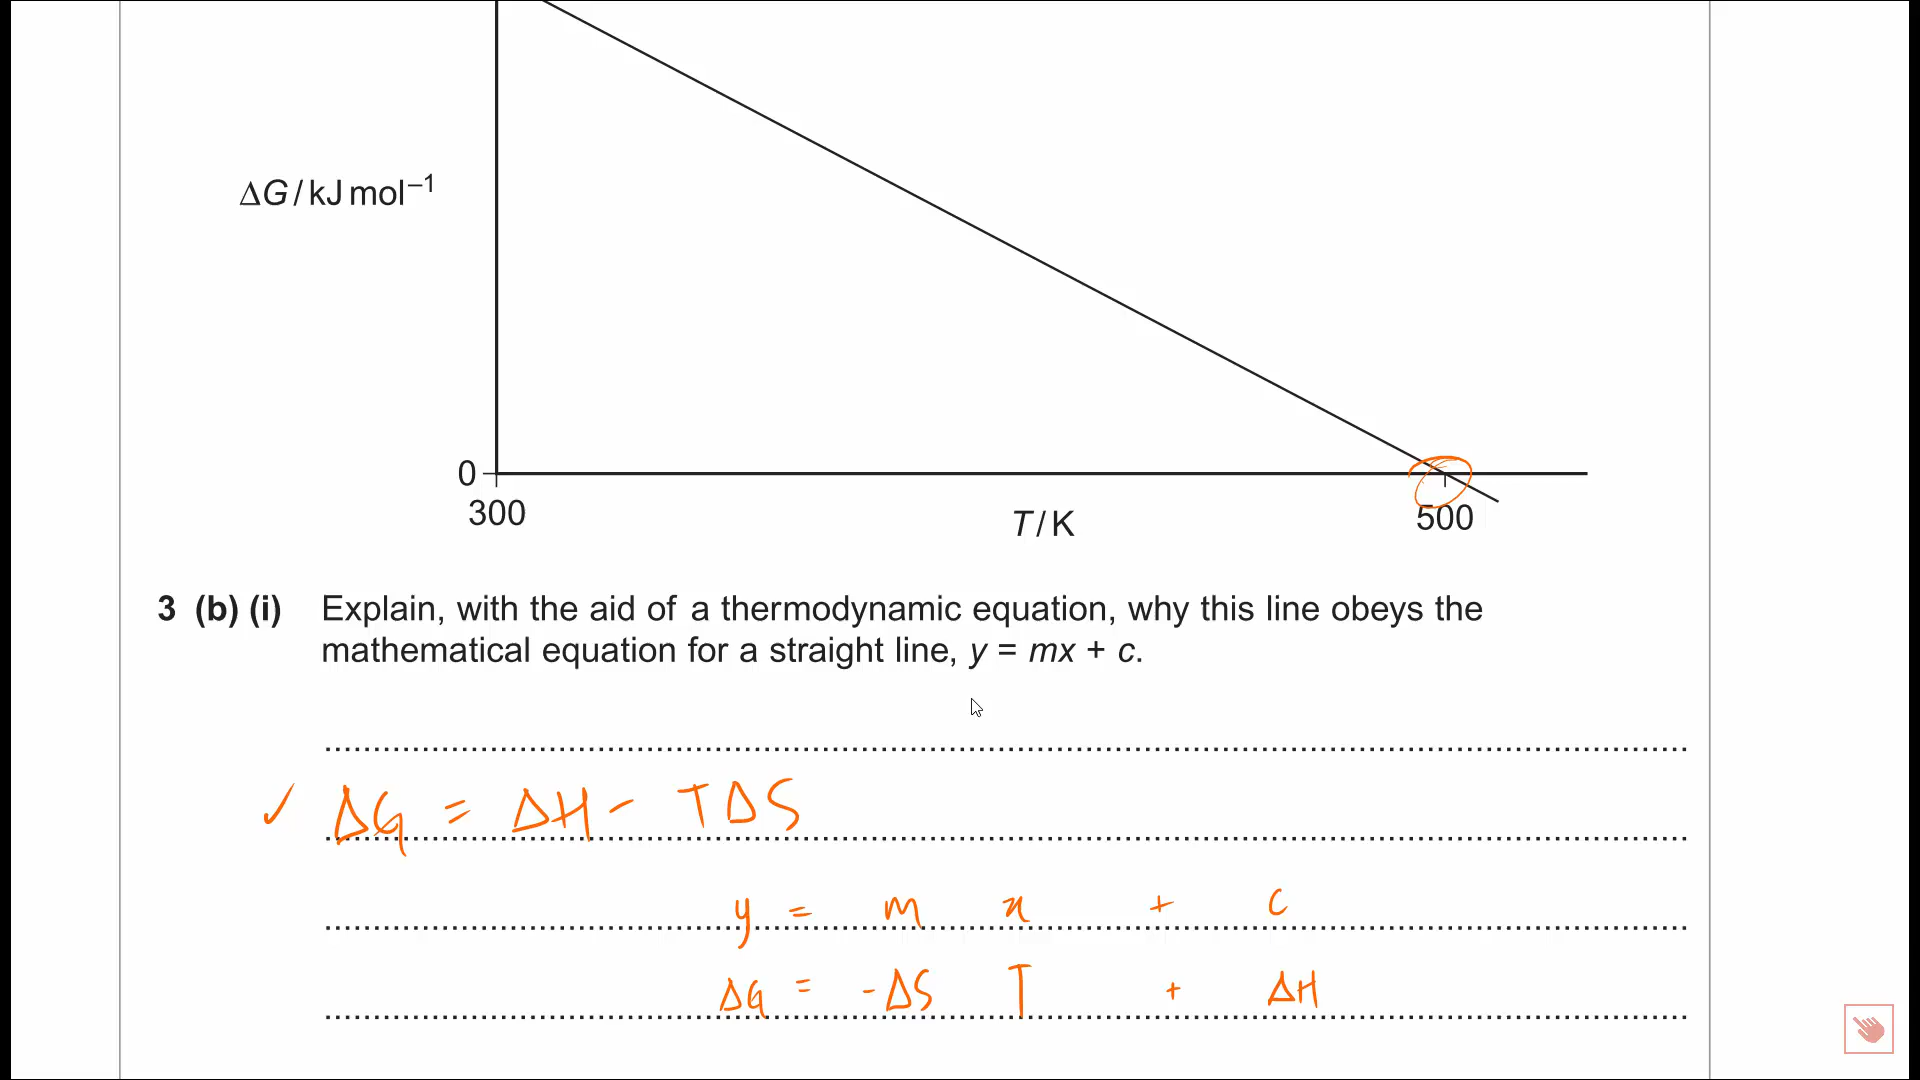 ΔG / kJ mol⁻¹
0
300
T / K
500
3 (b) (i) Explain, with the aid of a thermodynamic equation, why this line obeys the
mathematical equation for a straight line, y = mx + c.
✓ ΔG = ΔH - TΔS
y = m x + c
ΔG = -ΔS T + ΔH